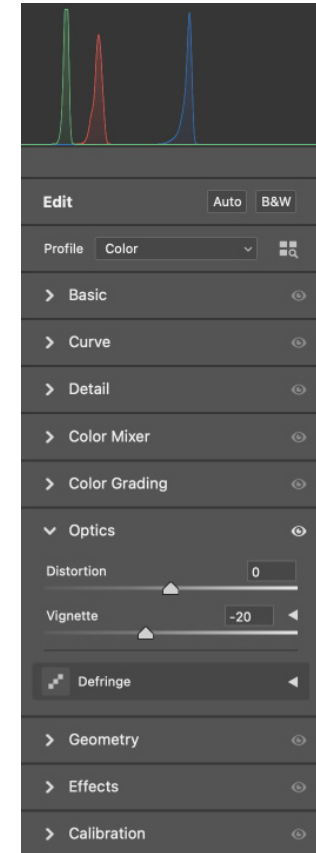 Edit Auto B&W
Profile Color
Basic
Curve
Detail
Color Mixer
Color Grading
Optics
Distortion 0
Vignette -20
Defringe
Geometry
Effects
Calibration